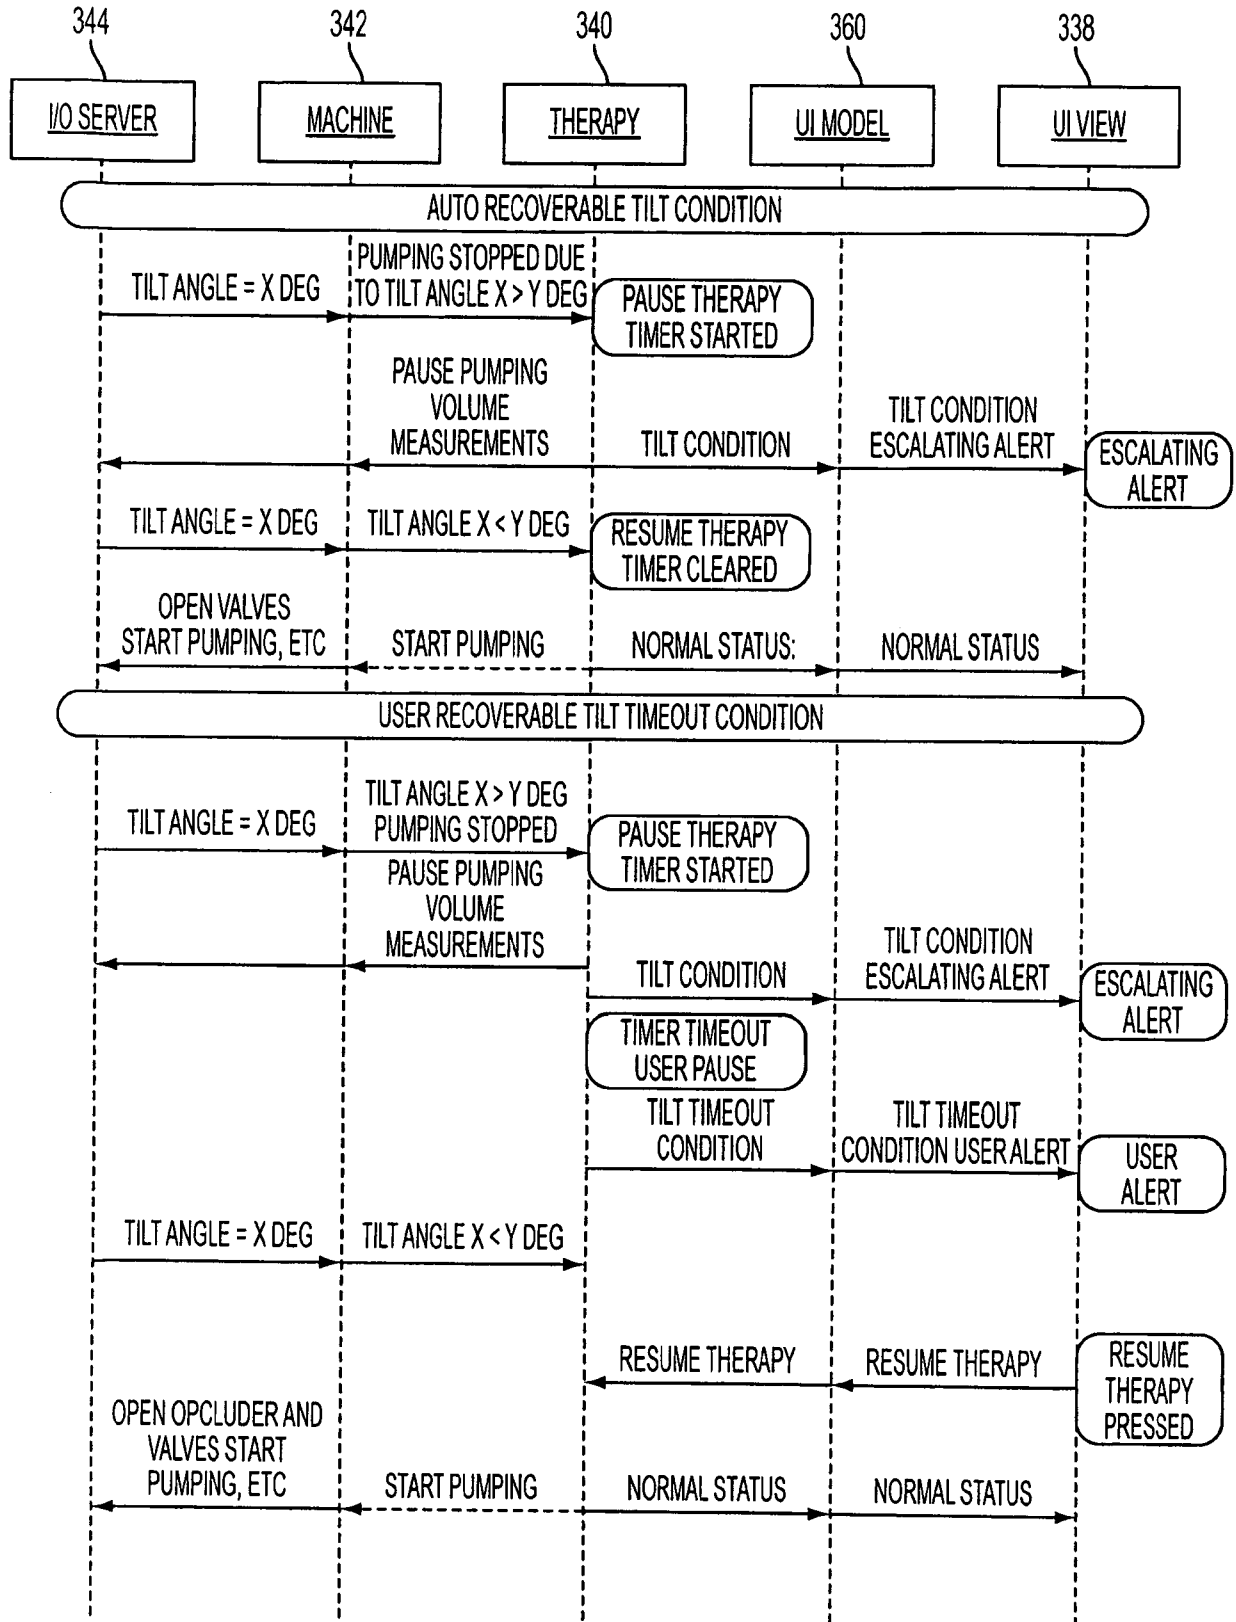 344
342
340
360
338
I/O SERVER
MACHINE
THERAPY
UI MODEL
UI VIEW
AUTO RECOVERABLE TILT CONDITION
TILT ANGLE = X DEG
PUMPING STOPPED DUE
TO TILT ANGLE X > Y DEG
PAUSE THERAPY
TIMER STARTED
PAUSE PUMPING
VOLUME
MEASUREMENTS
TILT CONDITION
TILT CONDITION
ESCALATING ALERT
ESCALATING
ALERT
TILT ANGLE = X DEG
TILT ANGLE X < Y DEG
RESUME THERAPY
TIMER CLEARED
OPEN VALVES
START PUMPING, ETC
START PUMPING
NORMAL STATUS:
NORMAL STATUS
USER RECOVERABLE TILT TIMEOUT CONDITION
TILT ANGLE = X DEG
TILT ANGLE X > Y DEG
PUMPING STOPPED
PAUSE THERAPY
TIMER STARTED
PAUSE PUMPING
VOLUME
MEASUREMENTS
TILT CONDITION
TILT CONDITION
ESCALATING ALERT
ESCALATING
ALERT
TIMER TIMEOUT
USER PAUSE
TILT TIMEOUT
CONDITION
TILT TIMEOUT
CONDITION USER ALERT
USER
ALERT
TILT ANGLE = X DEG
TILT ANGLE X < Y DEG
RESUME THERAPY
RESUME THERAPY
RESUME
THERAPY
PRESSED
OPEN OPCLUDER AND
VALVES START
PUMPING, ETC
START PUMPING
NORMAL STATUS
NORMAL STATUS